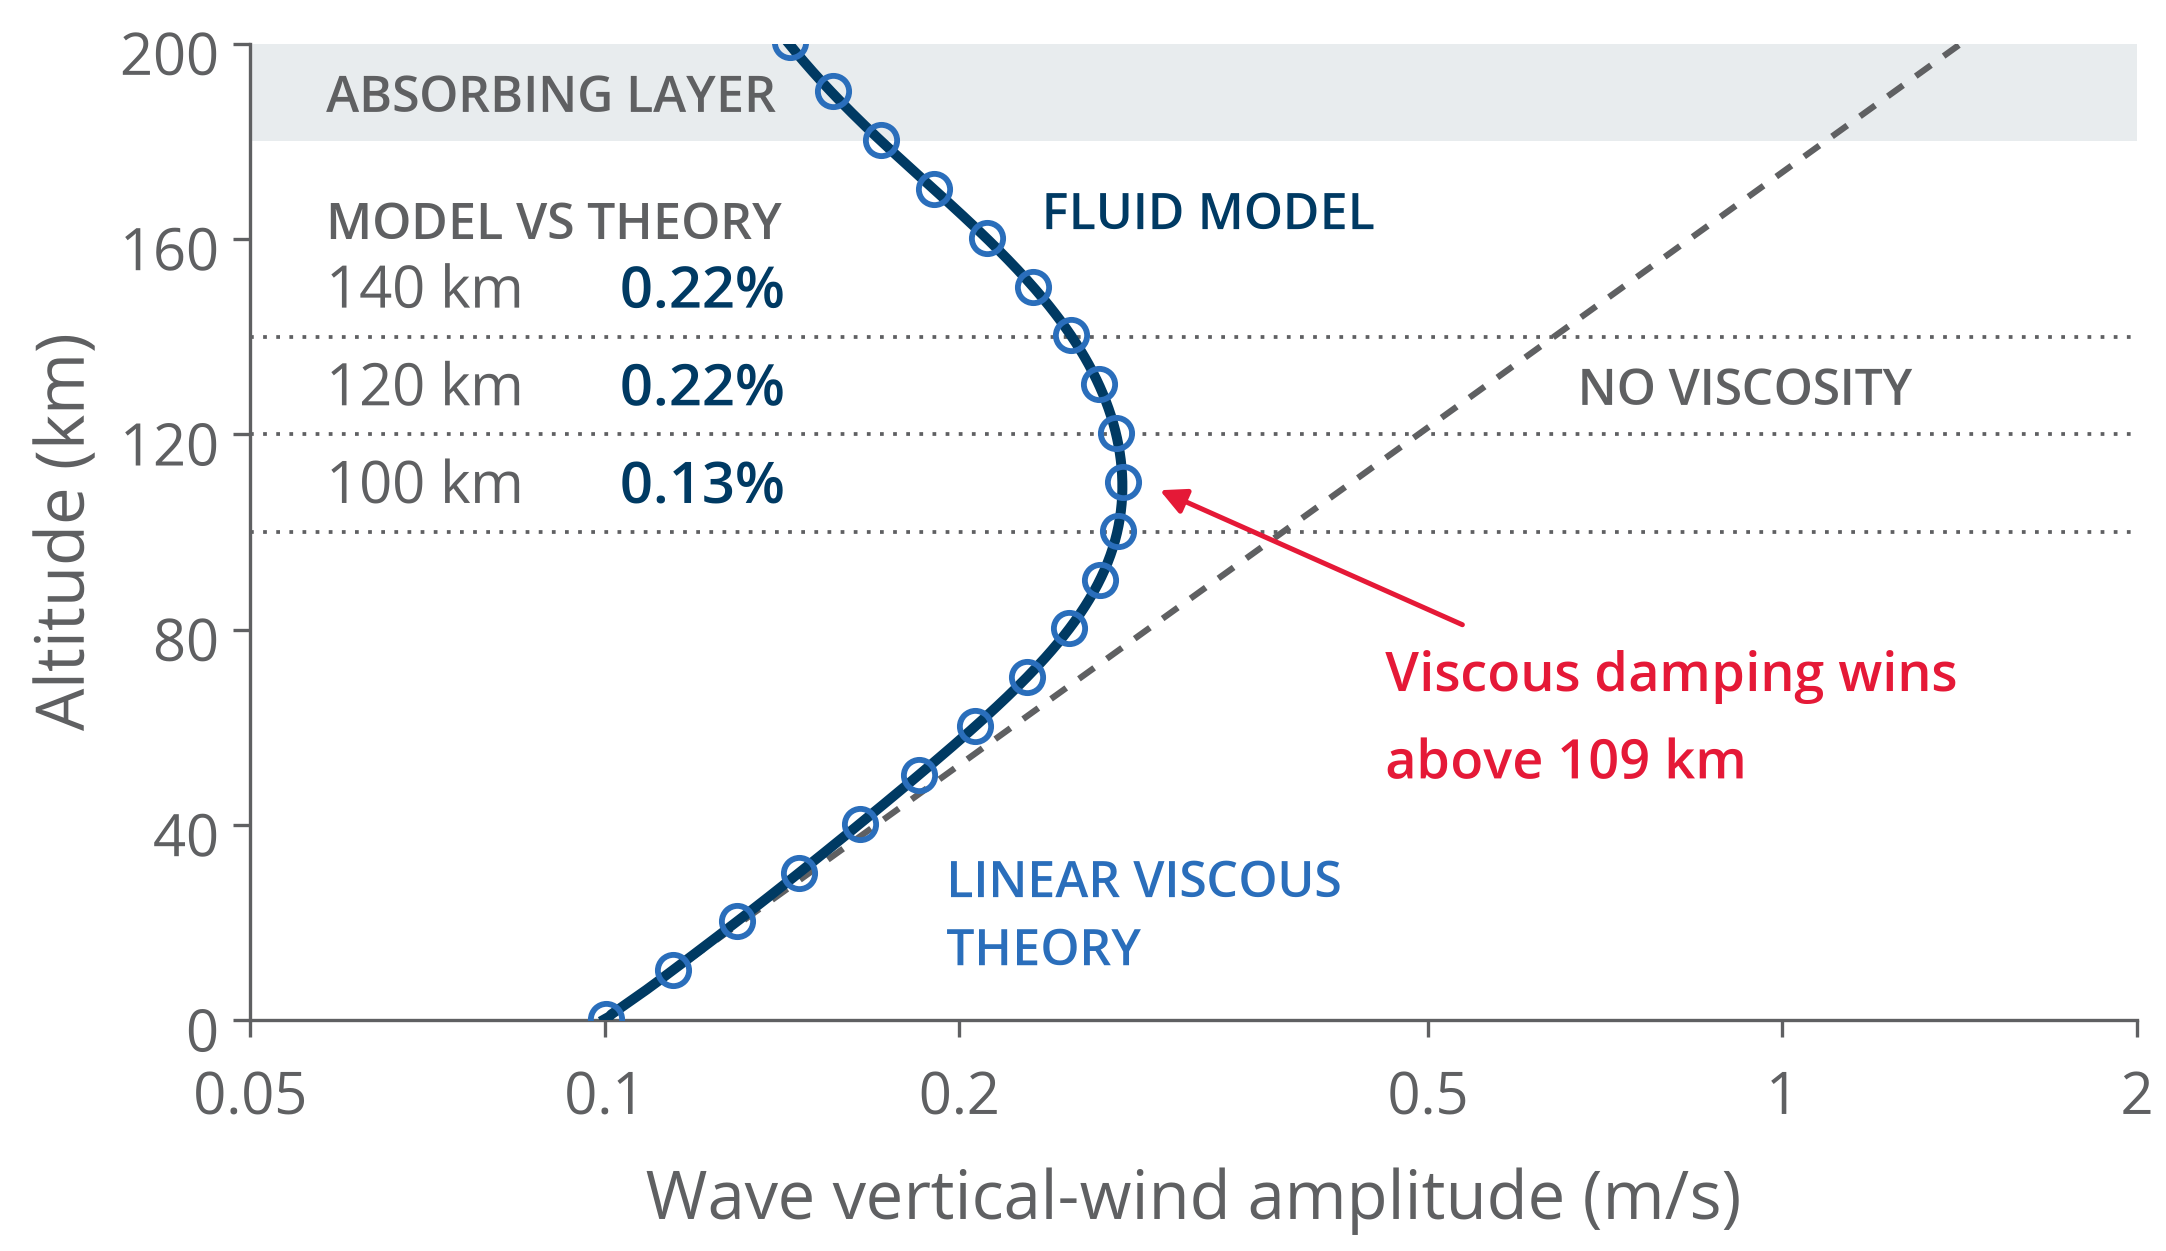 200
ABSORBING LAYER
MODEL VS THEORY
FLUID MODEL
160
140 km 0.22%
120 km 0.22%
NO VISCOSITY
120
100 km 0.13%
Altitude (km)
80
Viscous damping wins
above 109 km
40
LINEAR VISCOUS
THEORY
0
0.05 0.1 0.2 0.5 1 2
Wave vertical-wind amplitude (m/s)